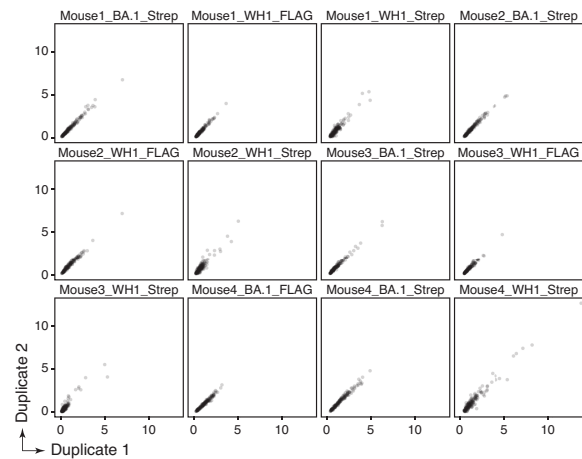 Mouse1_BA.1_Strep Mouse1_WH1_FLAG Mouse1_WH1_Strep Mouse2_BA.1_Strep
10
5
0
Mouse2_WH1_FLAG Mouse2_WH1_Strep Mouse3_BA.1_Strep Mouse3_WH1_FLAG
10
5
0
Mouse3_WH1_Strep Mouse4_BA.1_FLAG Mouse4_BA.1_Strep Mouse4_WH1_Strep
10
5
0
0 5 10 0 5 10 0 5 10 0 5 10
Duplicate 2
Duplicate 1